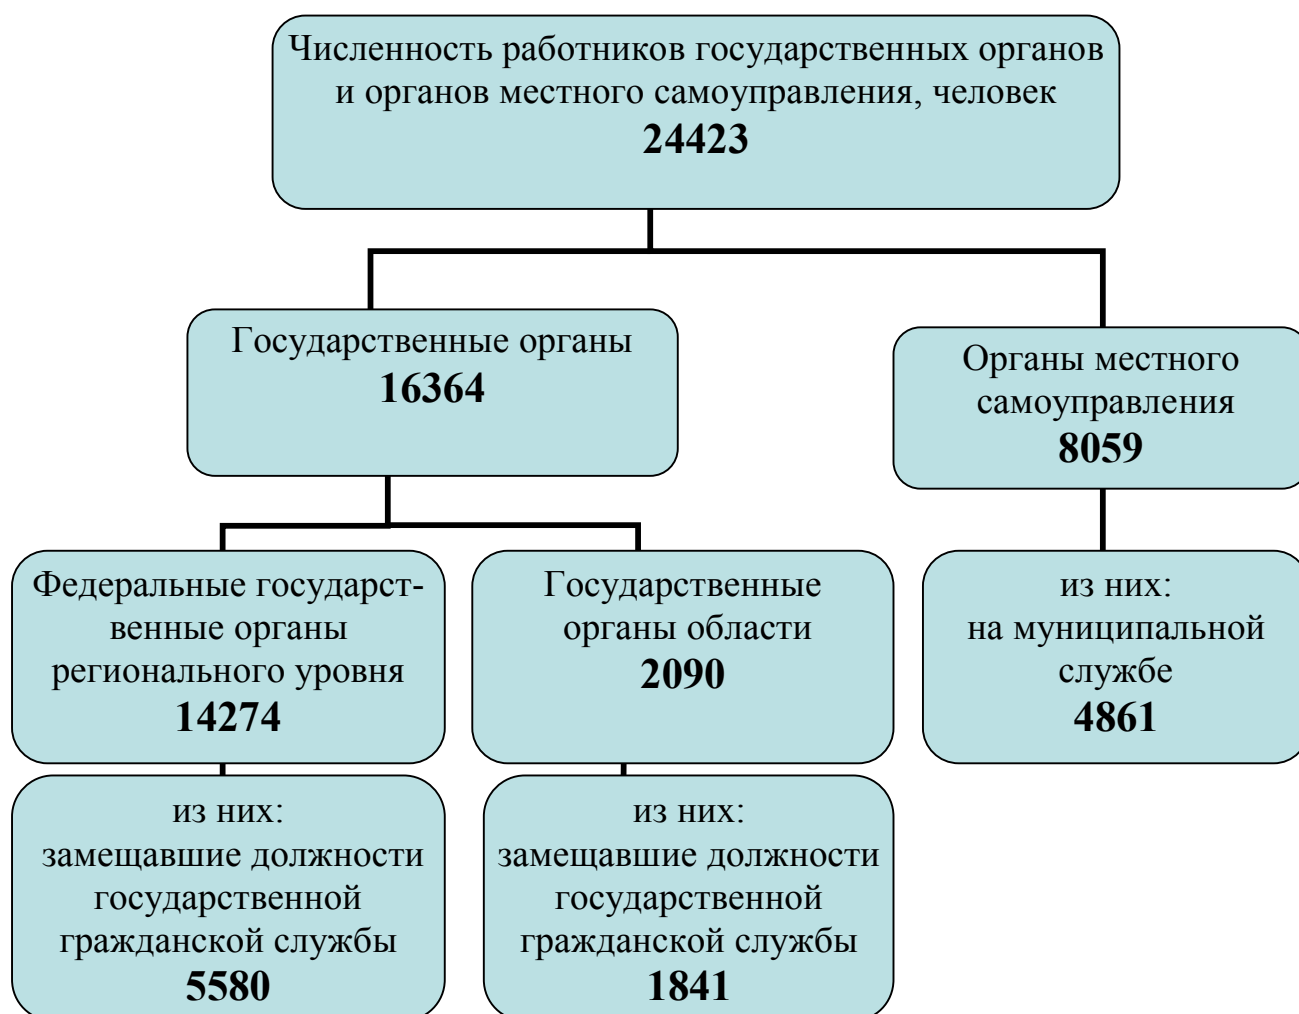 Численность работников государственных органов
и органов местного самоуправления, человек
24423
Государственные органы
16364
Органы местного
самоуправления
8059
Федеральные государст-
венные органы
регионального уровня
14274
Государственные
органы области
2090
из них:
на муниципальной
службе
4861
из них:
замещавшие должности
государственной
гражданской службы
5580
из них:
замещавшие должности
государственной
гражданской службы
1841